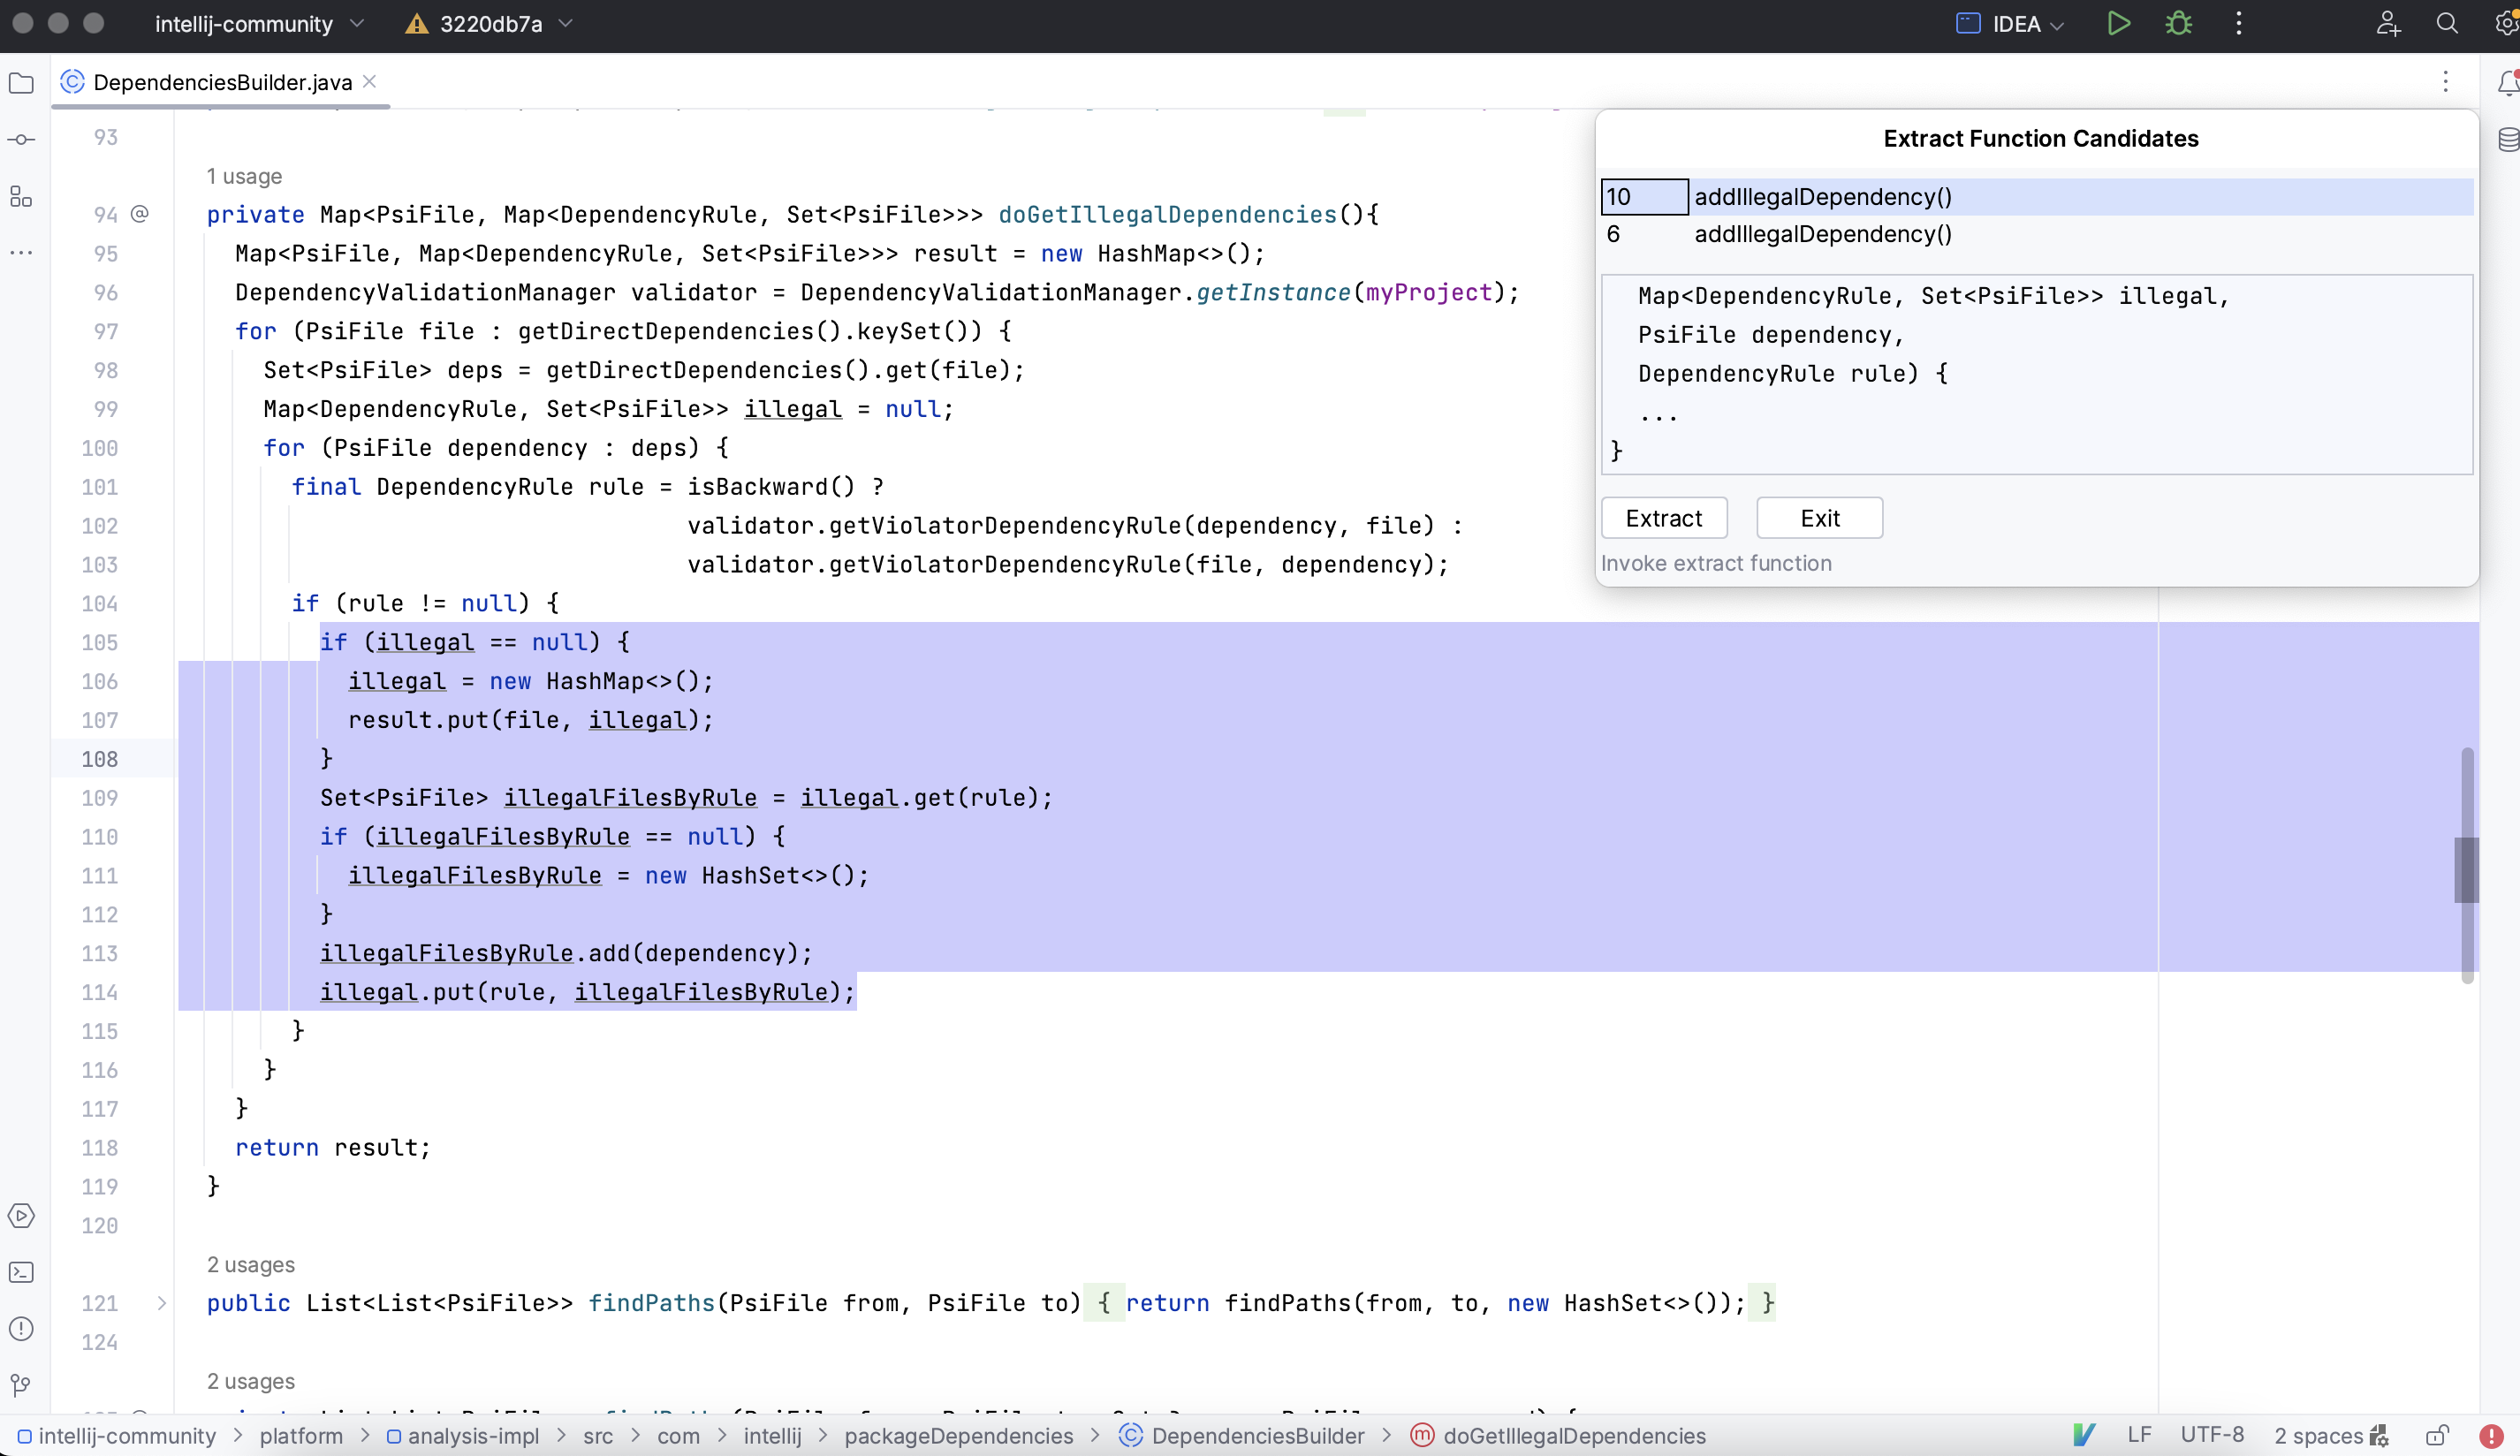 intellij-community
3220db7a
IDEA
DependenciesBuilder.java
93
1 usage
94 @ private Map<PsiFile, Map<DependencyRule, Set<PsiFile>>> doGetIllegalDependencies(){
95 Map<PsiFile, Map<DependencyRule, Set<PsiFile>>> result = new HashMap<>();
96 DependencyValidationManager validator = DependencyValidationManager.getInstance(myProject);
97 for (PsiFile file : getDirectDependencies().keySet()) {
98 Set<PsiFile> deps = getDirectDependencies().get(file);
99 Map<DependencyRule, Set<PsiFile>> illegal = null;
100 for (PsiFile dependency : deps) {
101 final DependencyRule rule = isBackward() ?
102 validator.getViolatorDependencyRule(dependency, file) :
103 validator.getViolatorDependencyRule(file, dependency);
104 if (rule != null) {
105 if (illegal == null) {
106 illegal = new HashMap<>();
107 result.put(file, illegal);
108 }
109 Set<PsiFile> illegalFilesByRule = illegal.get(rule);
110 if (illegalFilesByRule == null) {
111 illegalFilesByRule = new HashSet<>();
112 }
113 illegalFilesByRule.add(dependency);
114 illegal.put(rule, illegalFilesByRule);
115 }
116 }
117 }
118 return result;
119 }
120
2 usages
121 public List<List<PsiFile>> findPaths(PsiFile from, PsiFile to) { return findPaths(from, to, new HashSet<>()); }
124
2 usages
Extract Function Candidates
10 addIllegalDependency()
6 addIllegalDependency()
Map<DependencyRule, Set<PsiFile>> illegal,
PsiFile dependency,
DependencyRule rule) {
...
}
Extract Exit
Invoke extract function
intellij-community > platform > analysis-impl > src > com > intellij > packageDependencies > DependenciesBuilder > doGetIllegalDependencies
LF UTF-8 2 spaces